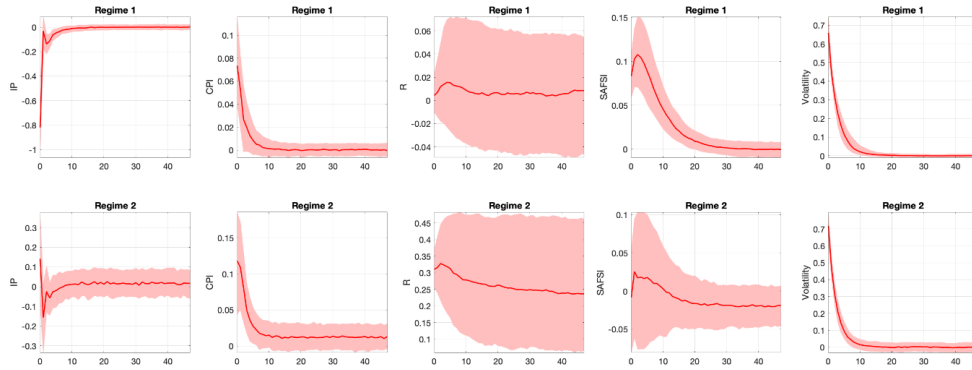 Regime 1 Regime 1 Regime 1 Regime 1 Regime 1
IP CPI R SAFSI Volatility
0 -0.2 -0.4 -0.6 -0.8 -1
0.1 0.08 0.06 0.04 0.02 0
0.06 0.04 0.02 0 -0.02 -0.04
0.15 0.1 0.05 0
0.7 0.6 0.5 0.4 0.3 0.2 0.1 0
0 10 20 30 40 0 10 20 30 40 0 10 20 30 40 0 10 20 30 40 0 10 20 30 40
Regime 2 Regime 2 Regime 2 Regime 2 Regime 2
IP CPI R SAFSI Volatility
0.3 0.2 0.1 0 -0.1 -0.2 -0.3
0.15 0.1 0.05 0
0.45 0.4 0.35 0.3 0.25 0.2 0.15 0.1
0.1 0.05 0 -0.05
0.7 0.6 0.5 0.4 0.3 0.2 0.1 0
0 10 20 30 40 0 10 20 30 40 0 10 20 30 40 0 10 20 30 40 0 10 20 30 40